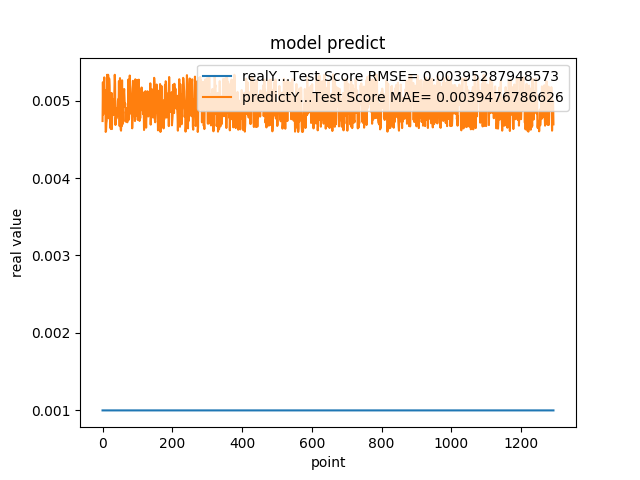 model predict
realY...Test Score RMSE= 0.00395287948573
predictY...Test Score MAE= 0.0039476786626
0.005
0.004
0.003
0.002
0.001
real value
0 200 400 600 800 1000 1200
point